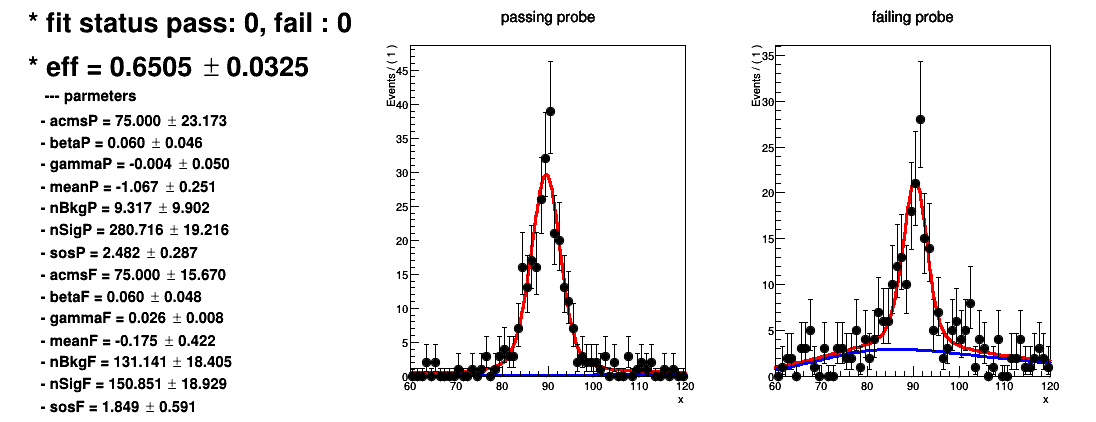 * fit status pass: 0, fail : 0
* eff = 0.6505 ± 0.0325
--- parmeters
- acmsP = 75.000 ± 23.173
- betaP = 0.060 ± 0.046
- gammaP = -0.004 ± 0.050
- meanP = -1.067 ± 0.251
- nBkgP = 9.317 ± 9.902
- nSigP = 280.716 ± 19.216
- sosP = 2.482 ± 0.287
- acmsF = 75.000 ± 15.670
- betaF = 0.060 ± 0.048
- gammaF = 0.026 ± 0.008
- meanF = -0.175 ± 0.422
- nBkgF = 131.141 ± 18.405
- nSigF = 150.851 ± 18.929
- sosF = 1.849 ± 0.591
passing probe
Events / ( 1 )
45
40
35
30
25
20
15
10
5
0
60 70 80 90 100 110 120
x
failing probe
Events / ( 1 )
35
30
25
20
15
10
5
0
60 70 80 90 100 110 120
x